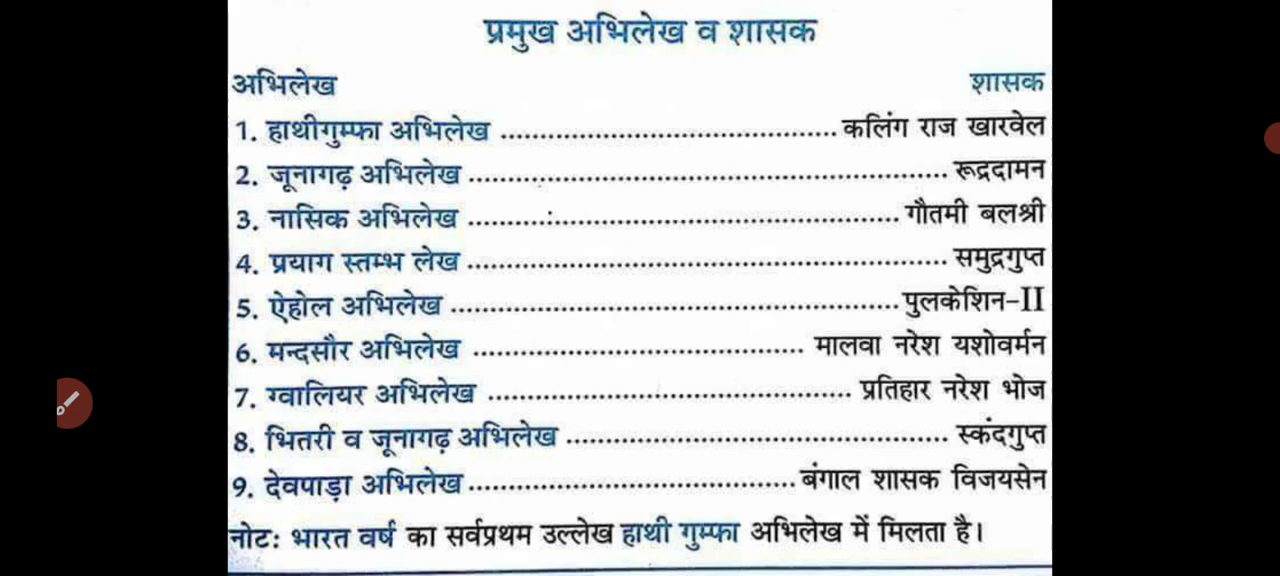 प्रमुख अभिलेख व शासक
अभिलेख शासक
1. हाथीगुम्फा अभिलेख ........................................ कलिंग राज खारवेल
2. जूनागढ़ अभिलेख ........................................ रूद्रदामन
3. नासिक अभिलेख ........................................ गौतमी बलश्री
4. प्रयाग स्तम्भ लेख ........................................ समुद्रगुप्त
5. ऐहोल अभिलेख ........................................ पुलकेशिन-II
6. मन्दसौर अभिलेख ........................................ मालवा नरेश यशोवर्मन
7. ग्वालियर अभिलेख ........................................ प्रतिहार नरेश भोज
8. भितरी व जूनागढ़ अभिलेख ........................................ स्कंदगुप्त
9. देवपाड़ा अभिलेख ........................................ बंगाल शासक विजयसेन
नोट: भारत वर्ष का सर्वप्रथम उल्लेख हाथी गुम्फा अभिलेख में मिलता है।